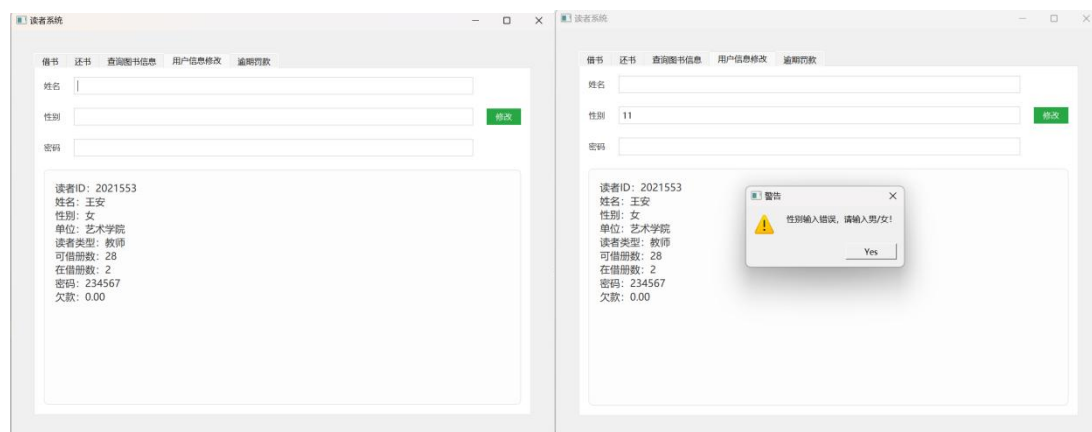 读者系统
借书 还书 查询图书信息 用户信息修改 逾期罚款
姓名
性别
修改
密码
读者ID：2021553
姓名：王安
性别：女
单位：艺术学院
读者类型：教师
可借册数：28
在借册数：2
密码：234567
欠款：0.00
读者系统
借书 还书 查询图书信息 用户信息修改 逾期罚款
姓名
性别 11
修改
密码
读者ID：2021553
姓名：王安
性别：女
单位：艺术学院
读者类型：教师
可借册数：28
在借册数：2
密码：234567
欠款：0.00
警告
性别输入错误，请输入男/女！
Yes